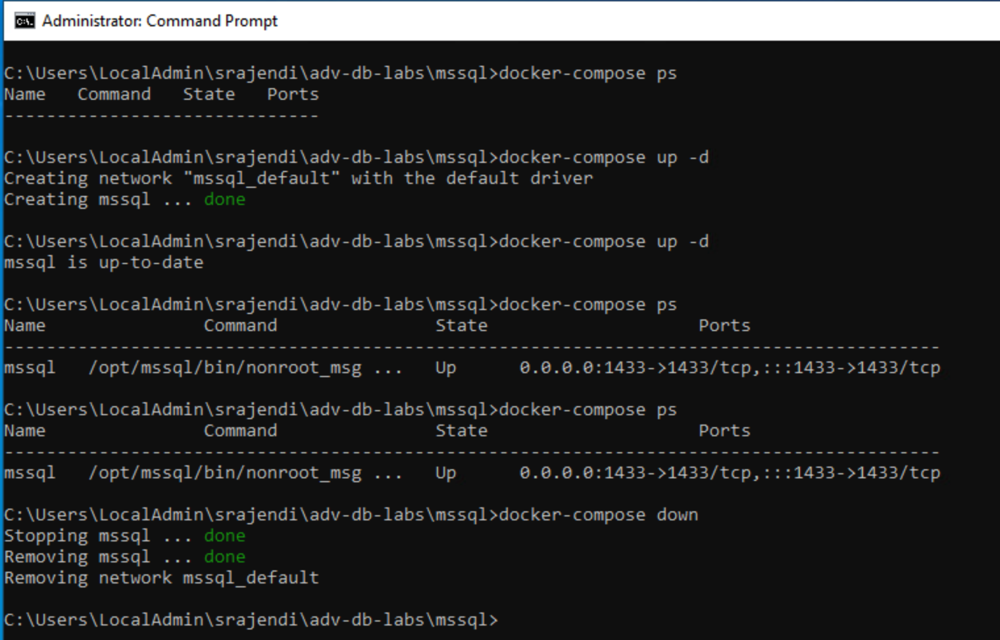 Administrator: Command Prompt
C:\Users\LocalAdmin\srajendi\adv-db-labs\mssql>docker-compose ps
Name   Command   State   Ports
------------------------------
C:\Users\LocalAdmin\srajendi\adv-db-labs\mssql>docker-compose up -d
Creating network "mssql_default" with the default driver
Creating mssql ... done
C:\Users\LocalAdmin\srajendi\adv-db-labs\mssql>docker-compose up -d
mssql is up-to-date
C:\Users\LocalAdmin\srajendi\adv-db-labs\mssql>docker-compose ps
Name               Command               State                    Ports
-----------------------------------------------------------------------------------------
mssql   /opt/mssql/bin/nonroot_msg ...   Up      0.0.0.0:1433->1433/tcp,:::1433->1433/tcp
C:\Users\LocalAdmin\srajendi\adv-db-labs\mssql>docker-compose ps
Name               Command               State                    Ports
-----------------------------------------------------------------------------------------
mssql   /opt/mssql/bin/nonroot_msg ...   Up      0.0.0.0:1433->1433/tcp,:::1433->1433/tcp
C:\Users\LocalAdmin\srajendi\adv-db-labs\mssql>docker-compose down
Stopping mssql ... done
Removing mssql ... done
Removing network mssql_default
C:\Users\LocalAdmin\srajendi\adv-db-labs\mssql>